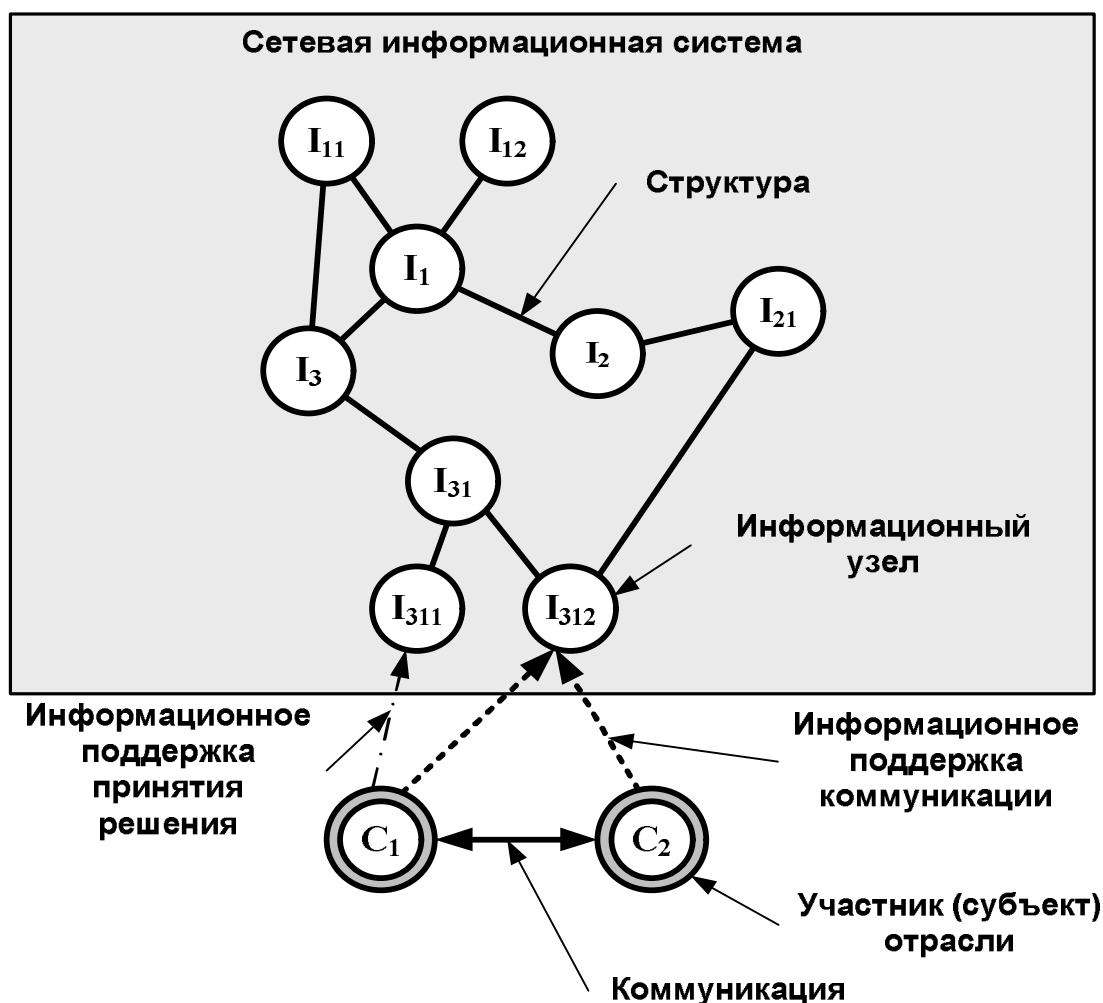 Сетевая информационная система
I₁₁
I₁₂
Структура
I₁
I₂₁
I₂
I₃
I₃₁
Информационный
узел
I₃₁₁
I₃₁₂
Информационное
поддержка
принятия
решения
Информационное
поддержка
коммуникации
C₁
C₂
Участник (субъект)
отрасли
Коммуникация